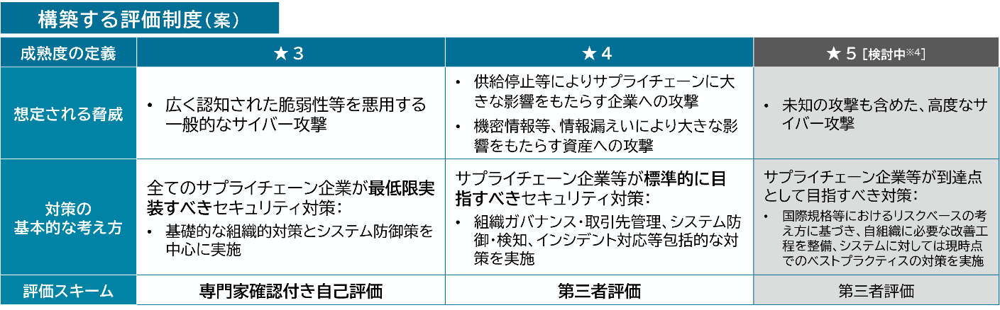 構築する評価制度（案）
成熟度の定義
★３
★４
★５ [検討中※4]
想定される脅威
• 広く認知された脆弱性等を悪用する
一般的なサイバー攻撃
• 供給停止等によりサプライチェーンに大
きな影響をもたらす企業への攻撃
• 機密情報等、情報漏えいにより大きな影
響をもたらす資産への攻撃
• 未知の攻撃も含めた、高度なサ
イバー攻撃
対策の
基本的な考え方
全てのサプライチェーン企業が最低限実
装すべきセキュリティ対策：
• 基礎的な組織的対策とシステム防御策を
中心に実施
サプライチェーン企業等が標準的に目
指すべきセキュリティ対策：
• 組織ガバナンス・取引先管理、システム防
御・検知、インシデント対応等包括的な対
策を実施
サプライチェーン企業等が到達点
として目指すべき対策：
• 国際規格等におけるリスクベースの考
え方に基づき、自組織に必要な改善工
程を整備、システムに対しては現時点
でのベストプラクティスの対策を実施
評価スキーム
専門家確認付き自己評価
第三者評価
第三者評価